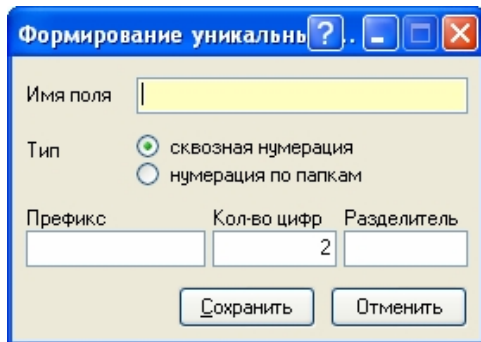 Формирование уникальны ? ..
Имя поля
Тип
сквозная нумерация
нумерация по папкам
Префикс Кол-во цифр Разделитель
2
Сохранить Отменить